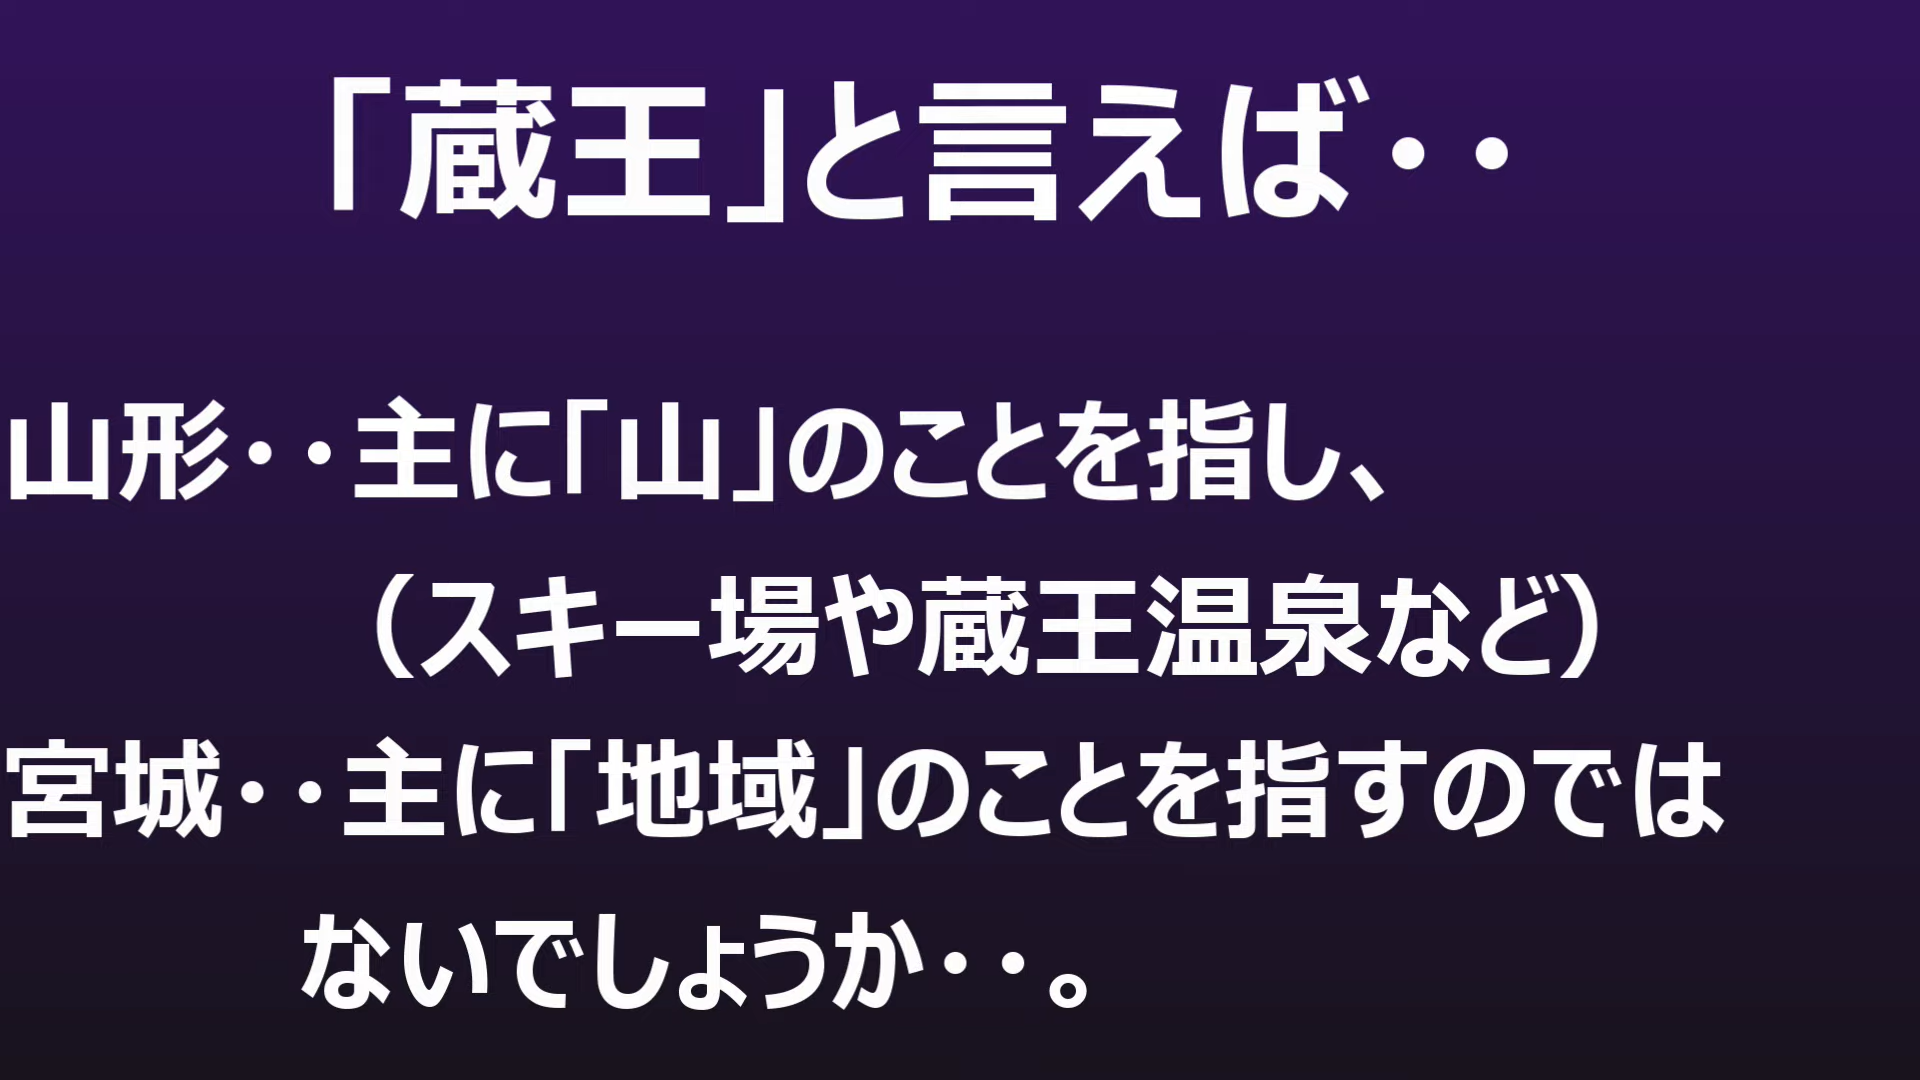 「蔵王」と言えば・・
山形・・主に「山」のことを指し、
（スキー場や蔵王温泉など）
宮城・・主に「地域」のことを指すのでは
ないでしょうか・・。